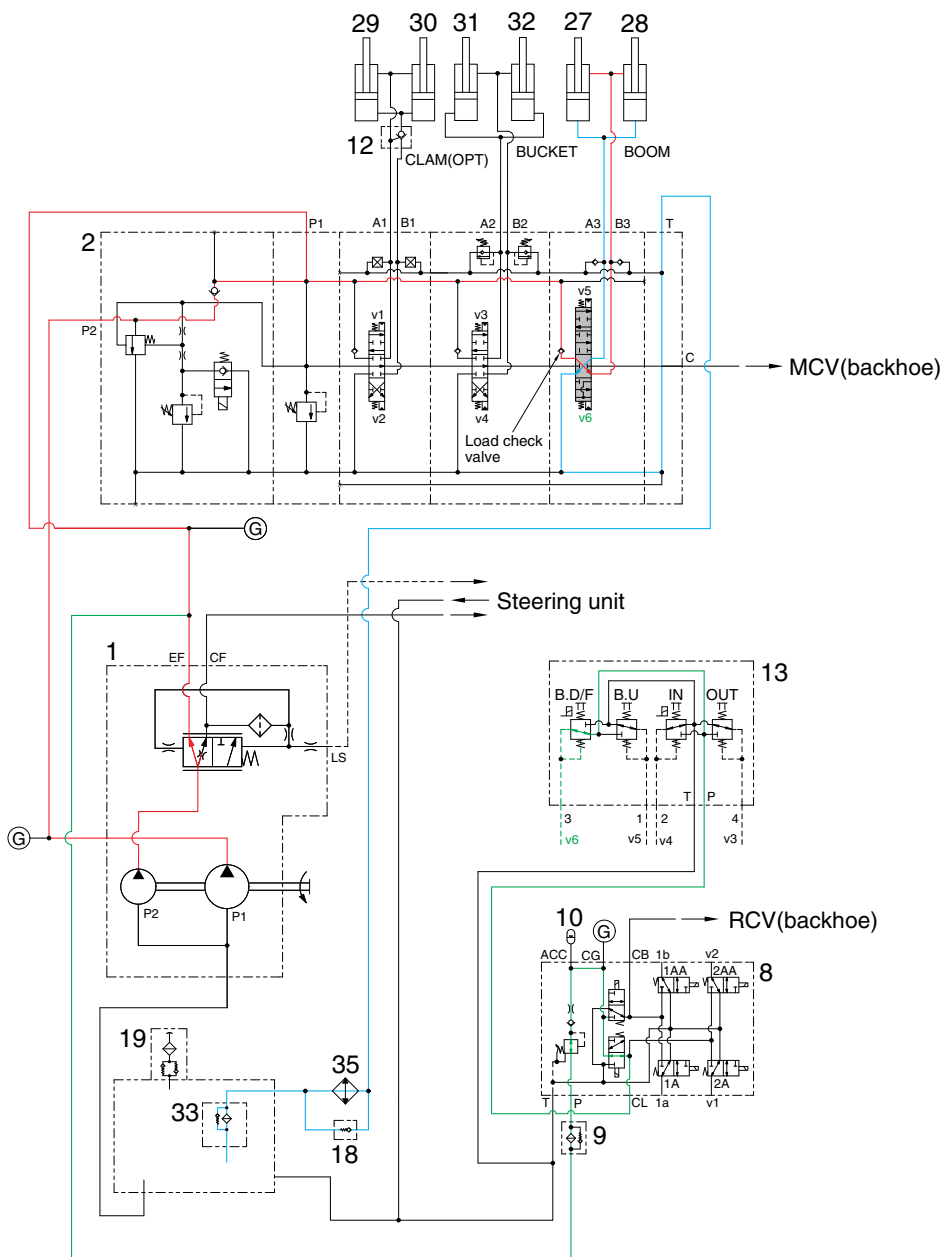 29 30 31 32 27 28
12
CLAM(OPT) BUCKET BOOM
P1 A1 B1 A2 B2 A3 B3 T
2
v5
P2 v1 v3
C
MCV(backhoe)
v2 v4 v6
Load check
valve
G
Steering unit
1
EF CF
13
B.D/F B.U IN OUT
LS
T P
3 1 2 4
v6 v5 v4 v3
G
P2 P1
10
G
RCV(backhoe)
ACC CG CB 1b v2
8
1AA 2AA
19
35
1A 2A
33
T P CL 1a v1
18
9